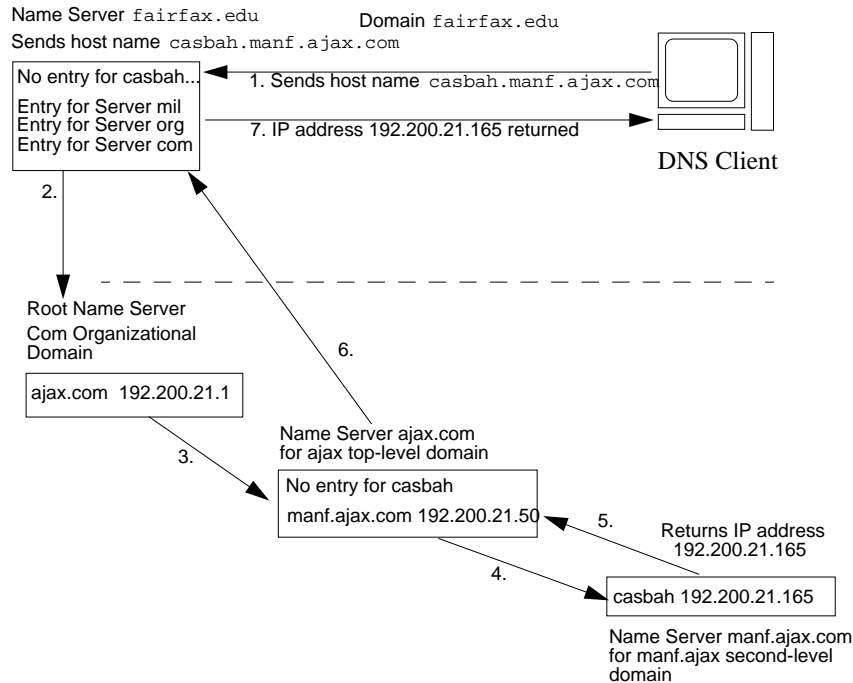 Name Server fairfax.edu
Domain fairfax.edu
Sends host name casbah.manf.ajax.com
No entry for casbah...
Entry for Server mil
Entry for Server org
Entry for Server com
1. Sends host name casbah.manf.ajax.com
7. IP address 192.200.21.165 returned
DNS Client
2.
Root Name Server
Com Organizational
Domain
ajax.com 192.200.21.1
6.
3.
Name Server ajax.com
for ajax top-level domain
No entry for casbah
manf.ajax.com 192.200.21.50
5.
Returns IP address
192.200.21.165
4.
casbah 192.200.21.165
Name Server manf.ajax.com
for manf.ajax second-level
domain